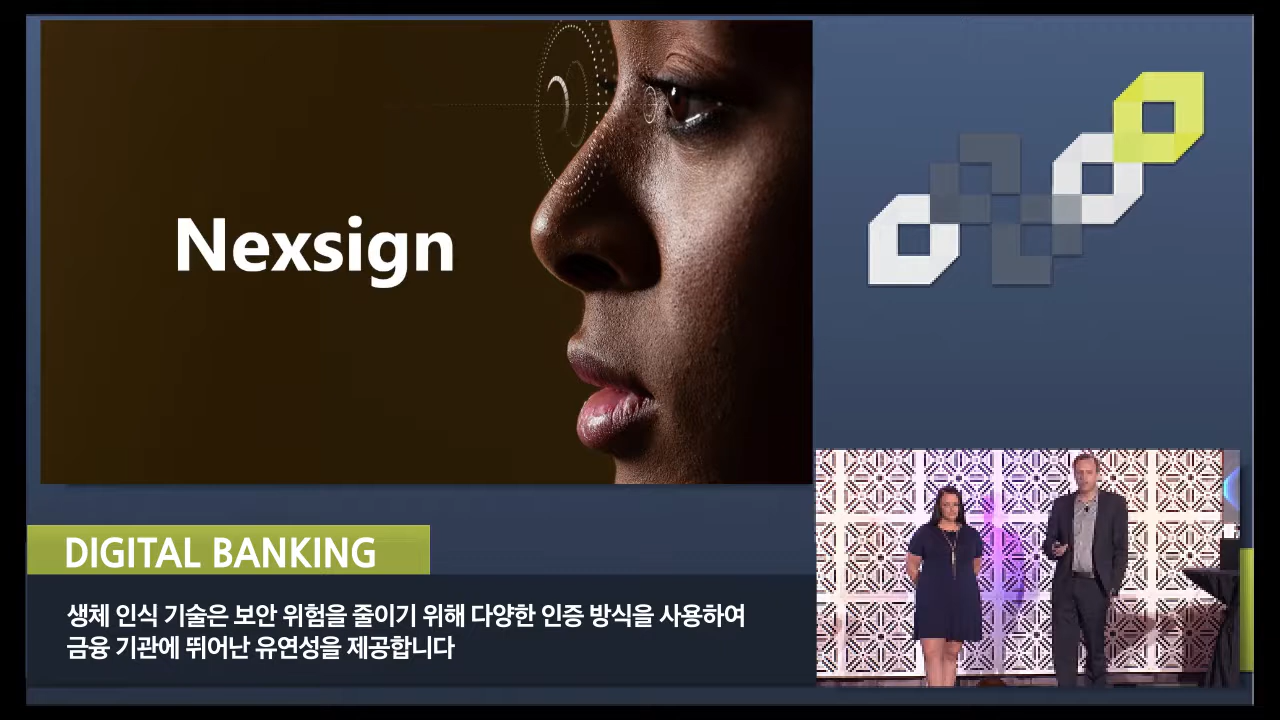 Nexsign
DIGITAL BANKING
생체 인식 기술은 보안 위험을 줄이기 위해 다양한 인증 방식을 사용하여
금융 기관에 뛰어난 유연성을 제공합니다